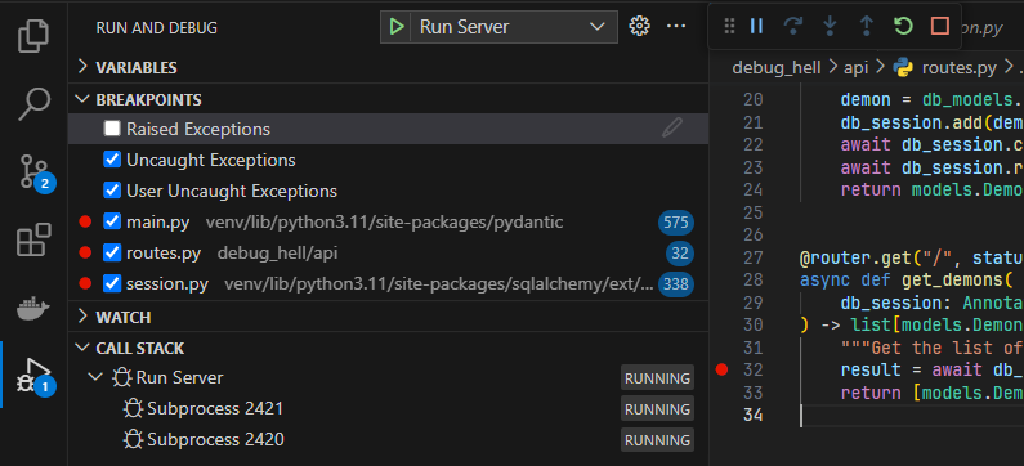 RUN AND DEBUG
Run Server
VARIABLES
BREAKPOINTS
Raised Exceptions
Uncaught Exceptions
User Uncaught Exceptions
main.py venv/lib/python3.11/site-packages/pydantic 575
routes.py debug_hell/api 32
session.py venv/lib/python3.11/site-packages/sqlalchemy/ext/... 338
WATCH
CALL STACK
Run Server RUNNING
Subprocess 2421 RUNNING
Subprocess 2420 RUNNING
2
1
on.py
debug_hell > api > routes.py > .
20 demon = db_models.
21 db_session.add(dem
22 await db_session.c
23 await db_session.r
24 return models.Demo
25
26
27 @router.get("/", statu
28 async def get_demons(
29 db_session: Annota
30 ) -> list[models.Demon
31 """Get the list of
32 result = await db_
33 return [models.Dem
34